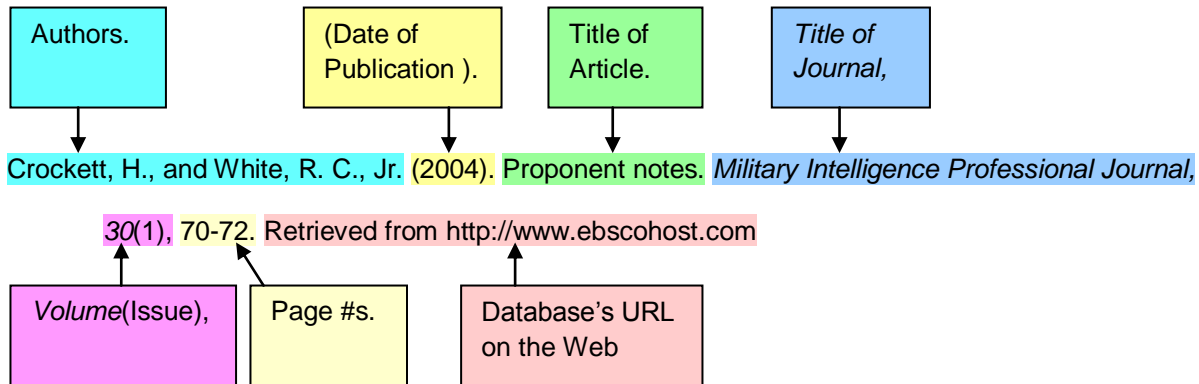 Authors.
(Date of
Publication ).
Title of
Article.
Title of
Journal,
Crockett, H., and White, R. C., Jr. (2004). Proponent notes. Military Intelligence Professional Journal,
30(1), 70-72. Retrieved from http://www.ebscohost.com
Volume(Issue),
Page #s.
Database's URL
on the Web